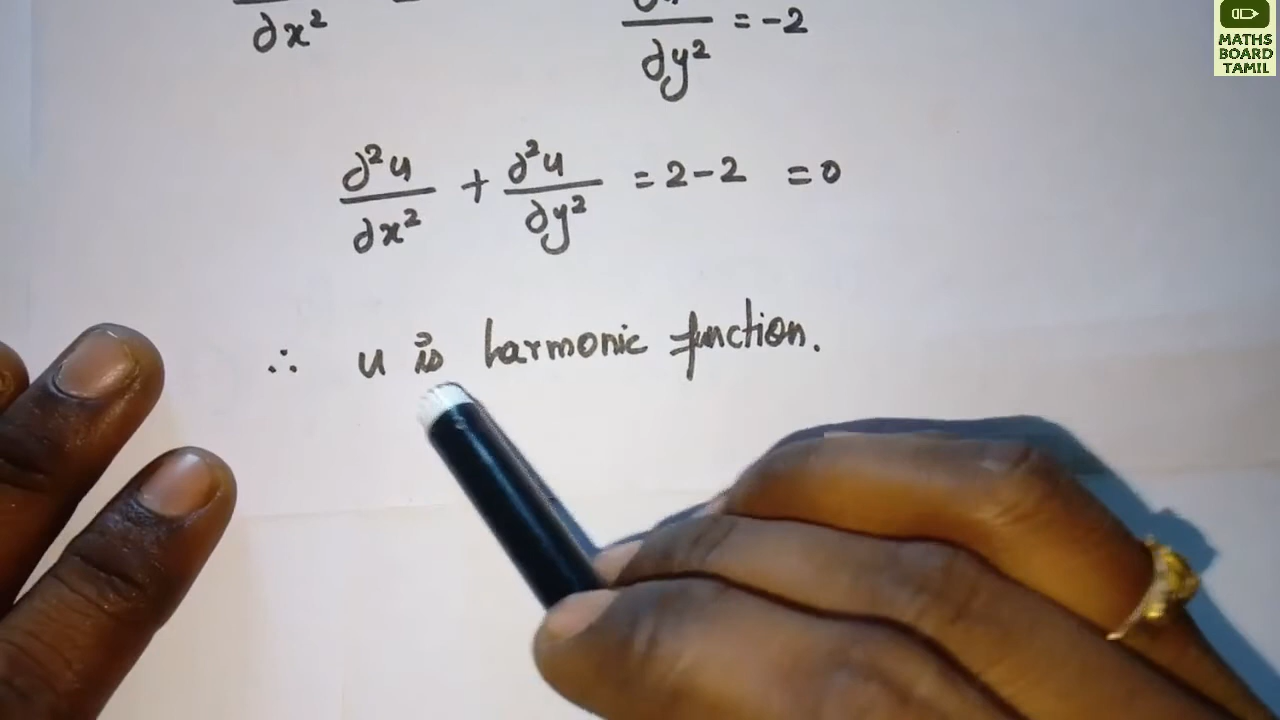 ∂x²
∂y² = -2
∂²u/∂x² + ∂²u/∂y² = 2-2 = 0
∴ u is harmonic function.
MATHS
BOARD
TAMIL